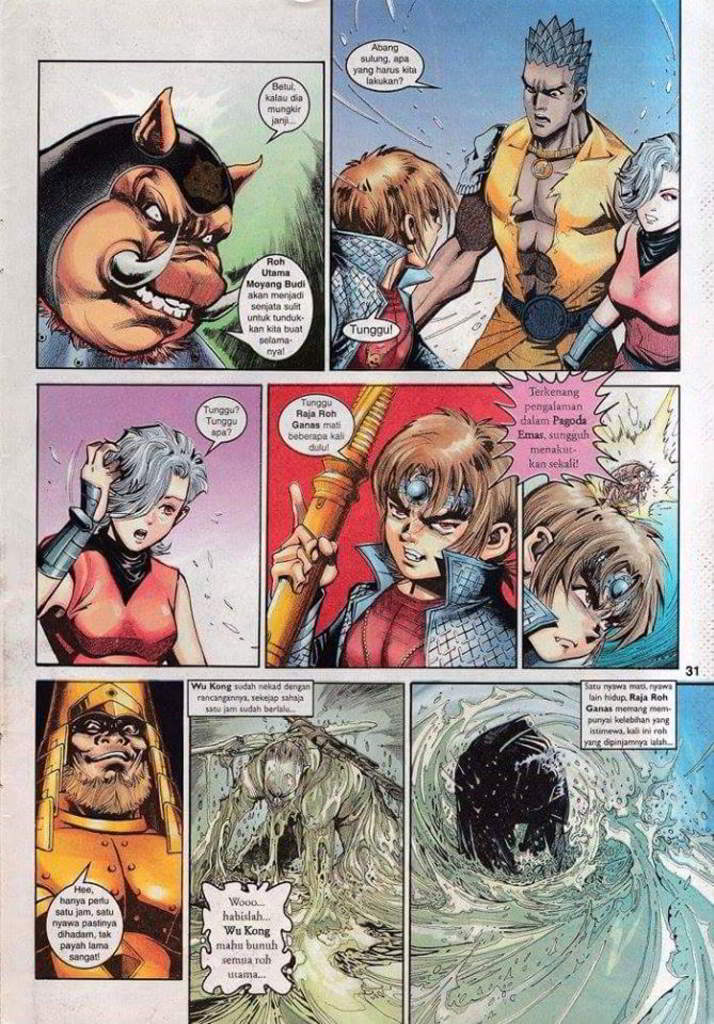 Betul,
kalau dia
mungkir
janji...
Roh
Utama
Moyang Budi
akan menjadi
senjata sulit
untuk tunduk-
kan kita buat
selama-
nya!
Abang
sulung, apa
yang harus kita
lakukan?
Tunggu!
Tunggu?
Tunggu
apa?
Tunggu
Raja Roh
Ganas mati
beberapa kali
dulu!
Terkenang
pengalaman
dalam Pagoda
Emas, sungguh
menakut-
kan sekali!
31
Hee,
hanya perlu
satu jam, satu
nyawa pastinya
dihadam, tak
payah lama
sangat!
Wu Kong sudah nekad dengan
rancangannya, sekejap sahaja
satu jam sudah berlalu...
Wooo...
habislah...
Wu Kong
mahu bunuh
semua roh
utama...
Satu nyawa mati, nyawa
lain hidup, Raja Roh
Ganas memang mem-
punyai kelebihan yang
istimewa, kali ini roh
yang dipinjamnya ialah...